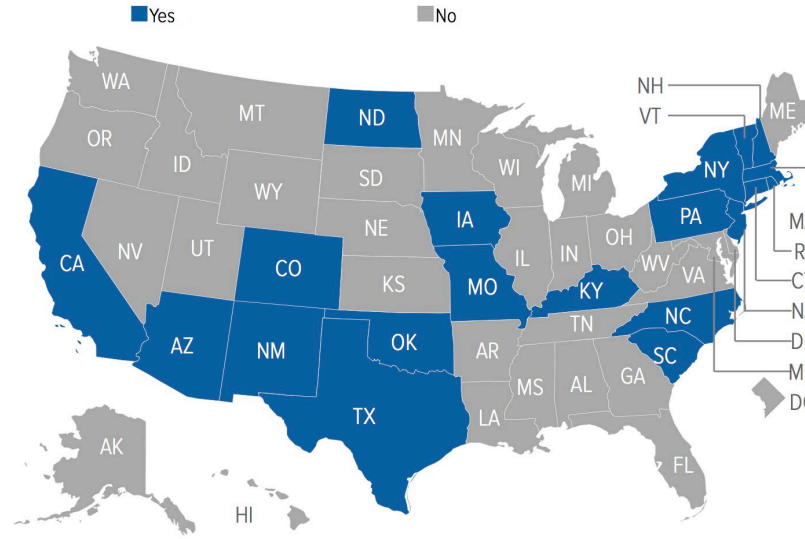 Yes No
WA
MT
ND
MN
NH
ME
VT
OR
ID
SD
WI
MI
NY
WY
IA
PA
NE
NV
UT
CO
IL
IN
OH
WV
VA
CA
KS
MO
KY
NC
TN
SC
AZ
NM
OK
AR
MS
AL
GA
TX
LA
FL
AK
HI
M
R
C
N
D
M
D